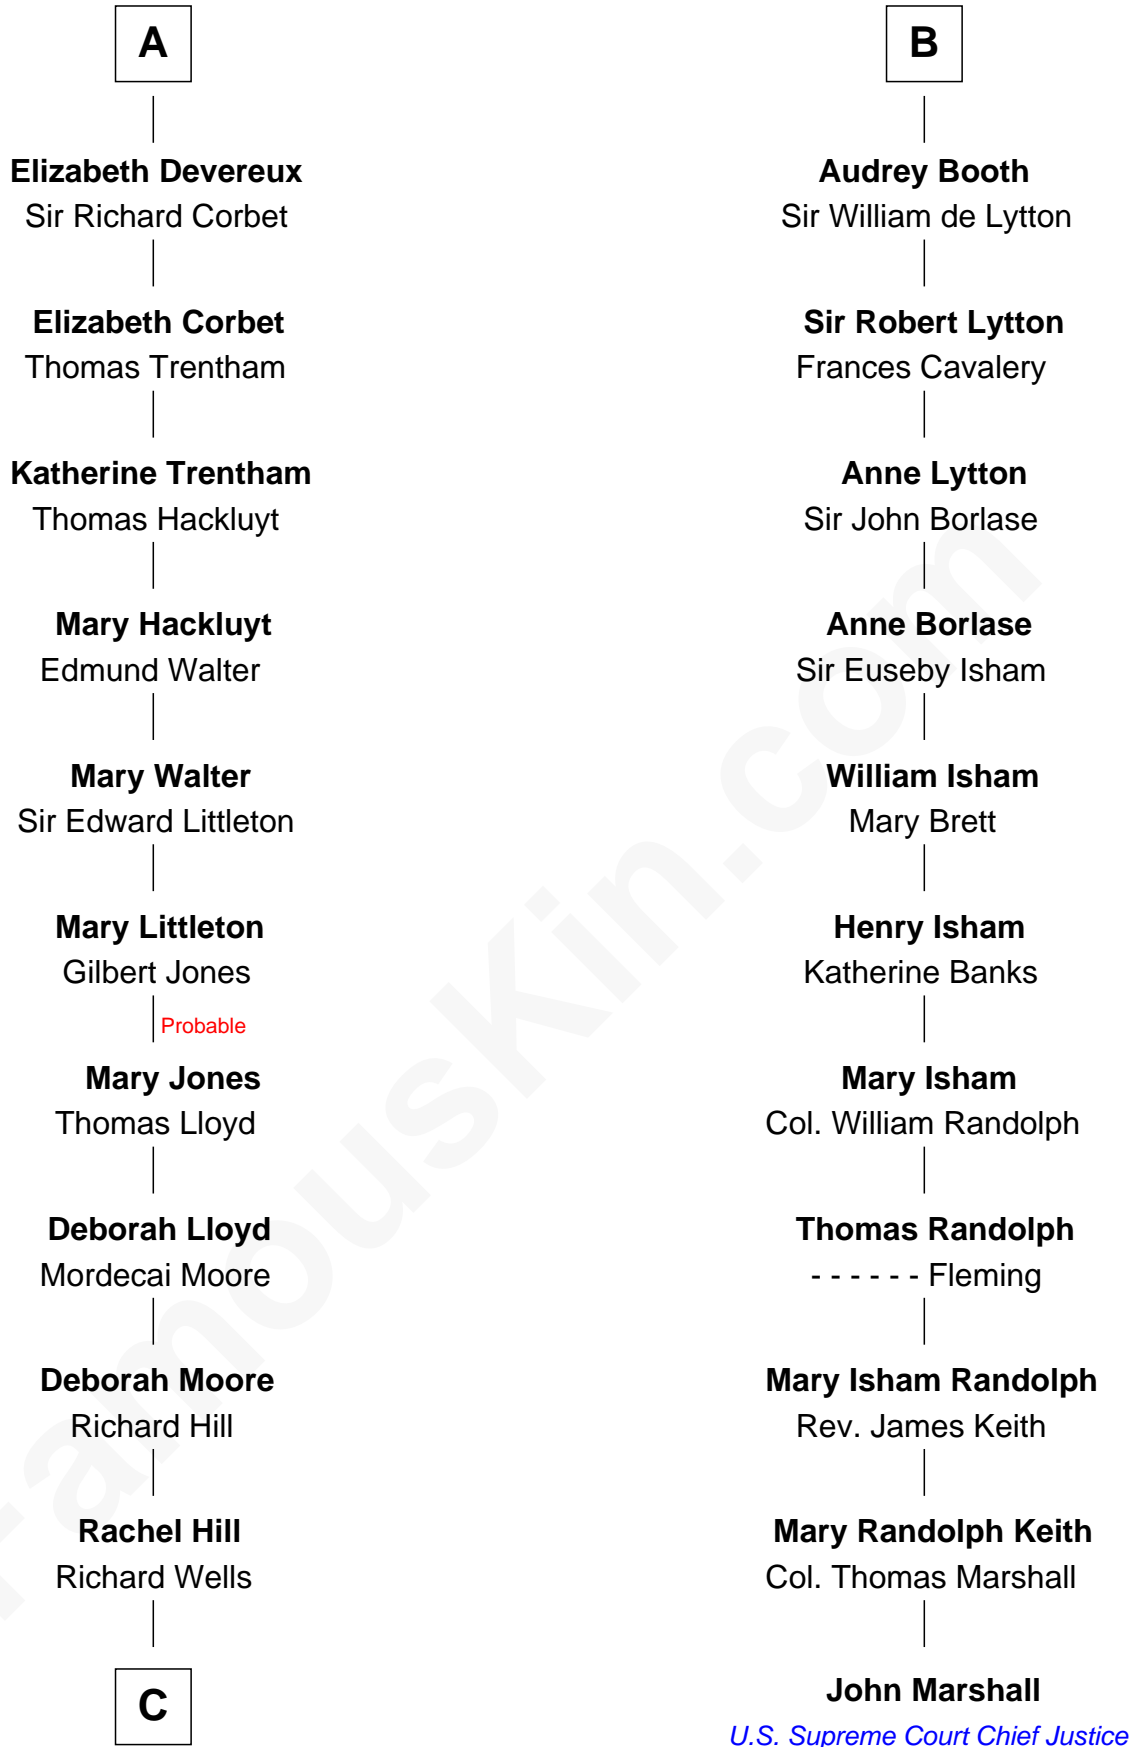 A
Elizabeth Devereux
Sir Richard Corbet
Elizabeth Corbet
Thomas Trentham
Katherine Trentham
Thomas Hackluyt
Mary Hackluyt
Edmund Walter
Mary Walter
Sir Edward Littleton
Mary Littleton
Gilbert Jones
Probable
Mary Jones
Thomas Lloyd
Deborah Lloyd
Mordecai Moore
Deborah Moore
Richard Hill
Rachel Hill
Richard Wells
C
B
Audrey Booth
Sir William de Lytton
Sir Robert Lytton
Frances Cavalery
Anne Lytton
Sir John Borlase
Anne Borlase
Sir Euseby Isham
William Isham
Mary Brett
Henry Isham
Katherine Banks
Mary Isham
Col. William Randolph
Thomas Randolph
- - - - - - Fleming
Mary Isham Randolph
Rev. James Keith
Mary Randolph Keith
Col. Thomas Marshall
John Marshall
U.S. Supreme Court Chief Justice
FamousKin.com